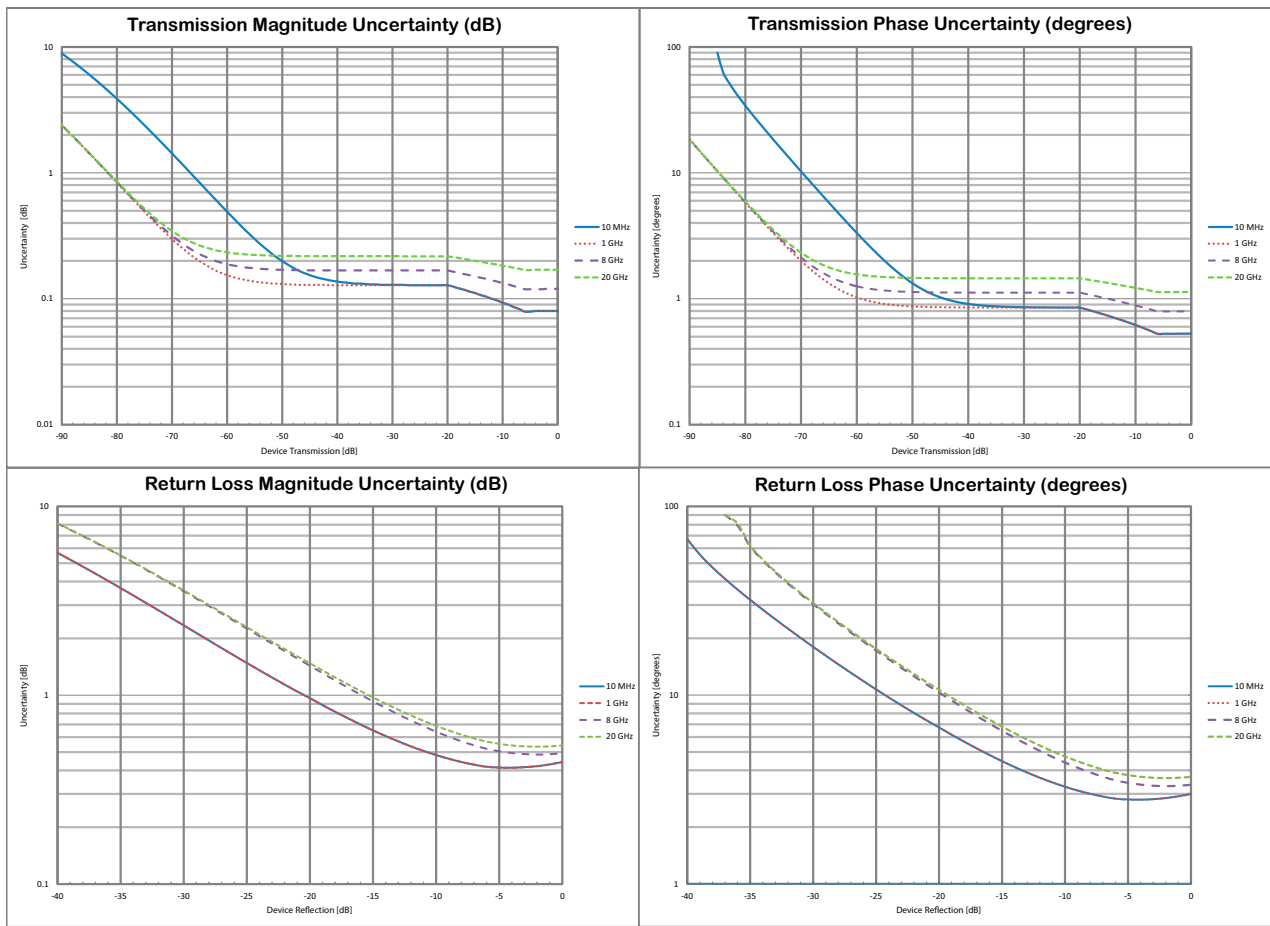 Transmission Magnitude Uncertainty (dB)
10
1
0.1
0.01
Uncertainty [dB]
-90 -80 -70 -60 -50 -40 -30 -20 -10 0
Device Transmission [dB]
10 MHz
1 GHz
8 GHz
20 GHz
Transmission Phase Uncertainty (degrees)
100
10
1
0.1
Uncertainty [degrees]
-90 -80 -70 -60 -50 -40 -30 -20 -10 0
Device Transmission [dB]
10 MHz
1 GHz
8 GHz
20 GHz
Return Loss Magnitude Uncertainty (dB)
10
1
0.1
Uncertainty [dB]
-40 -35 -30 -25 -20 -15 -10 -5 0
Device Reflection [dB]
10 MHz
1 GHz
8 GHz
20 GHz
Return Loss Phase Uncertainty (degrees)
100
10
1
Uncertainty [degrees]
-40 -35 -30 -25 -20 -15 -10 -5 0
Device Reflection [dB]
10 MHz
1 GHz
8 GHz
20 GHz